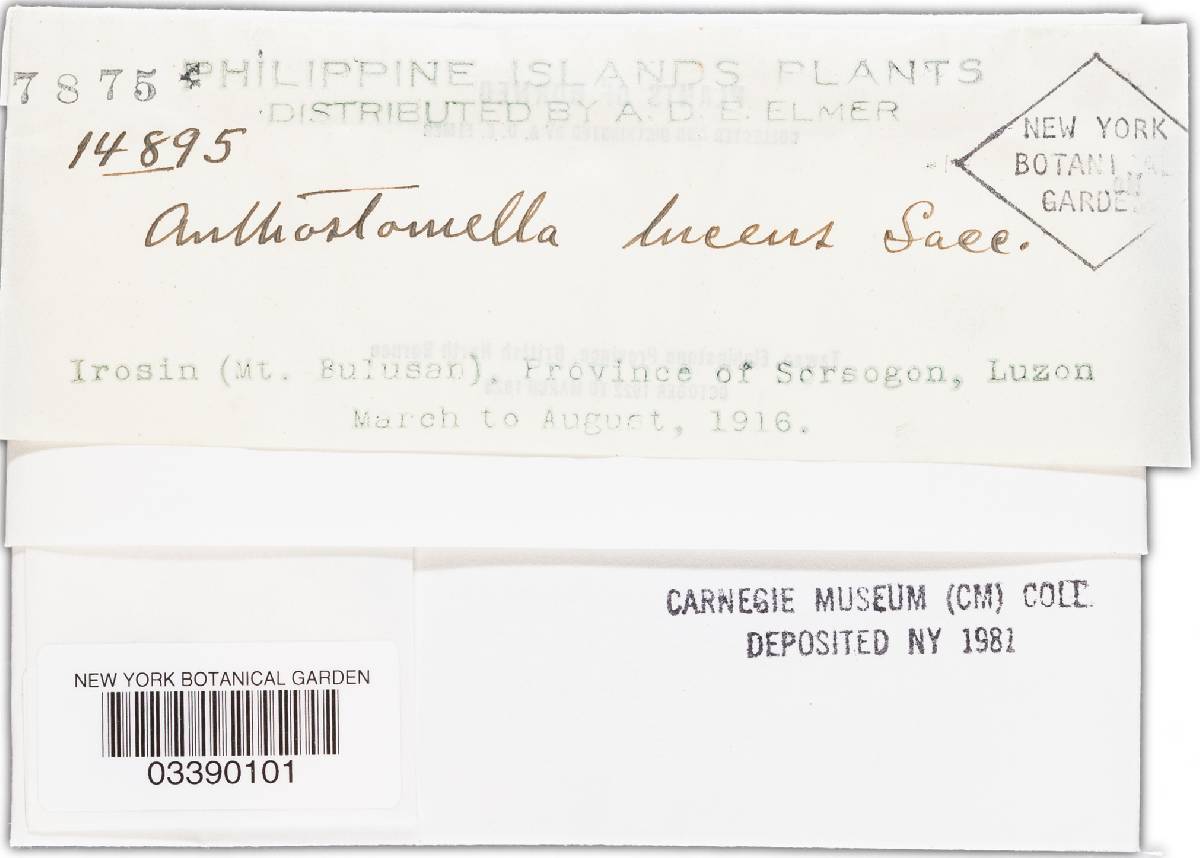 7875
PHILIPPINE ISLANDS PLANTS
DISTRIBUTED BY A. D. E. ELMER
14895
NEW YORK
BOTANICAL
GARDEN
Anthostomella lucens Sacc.
Irosin (Mt. Bulusan), Province of Sorsogon, Luzon
March to August, 1916.
CARNEGIE MUSEUM (CM) COLL.
DEPOSITED NY 1981
NEW YORK BOTANICAL GARDEN
03390101